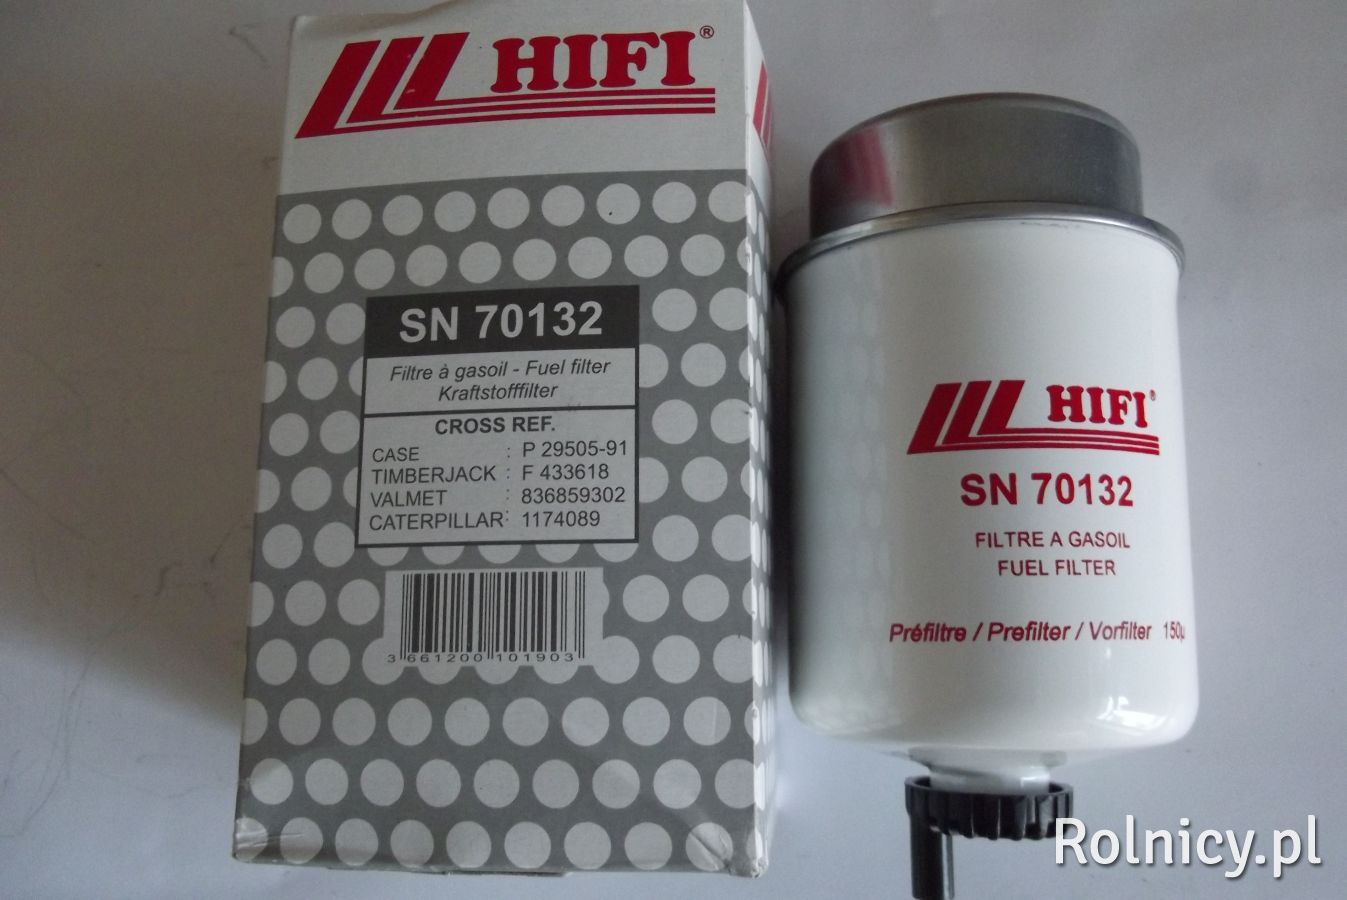 HIFI®
SN 70132
Filtre à gasoil - Fuel filter
Kraftstofffilter
CROSS REF.
CASE : P 29505-91
TIMBERJACK : F 433618
VALMET : 836859302
CATERPILLAR : 1174089
3 661200 101903
HIFI®
SN 70132
FILTRE A GASOIL
FUEL FILTER
Préfiltre / Prefilter / Vorfilter 150µ
Rolnicy.pl